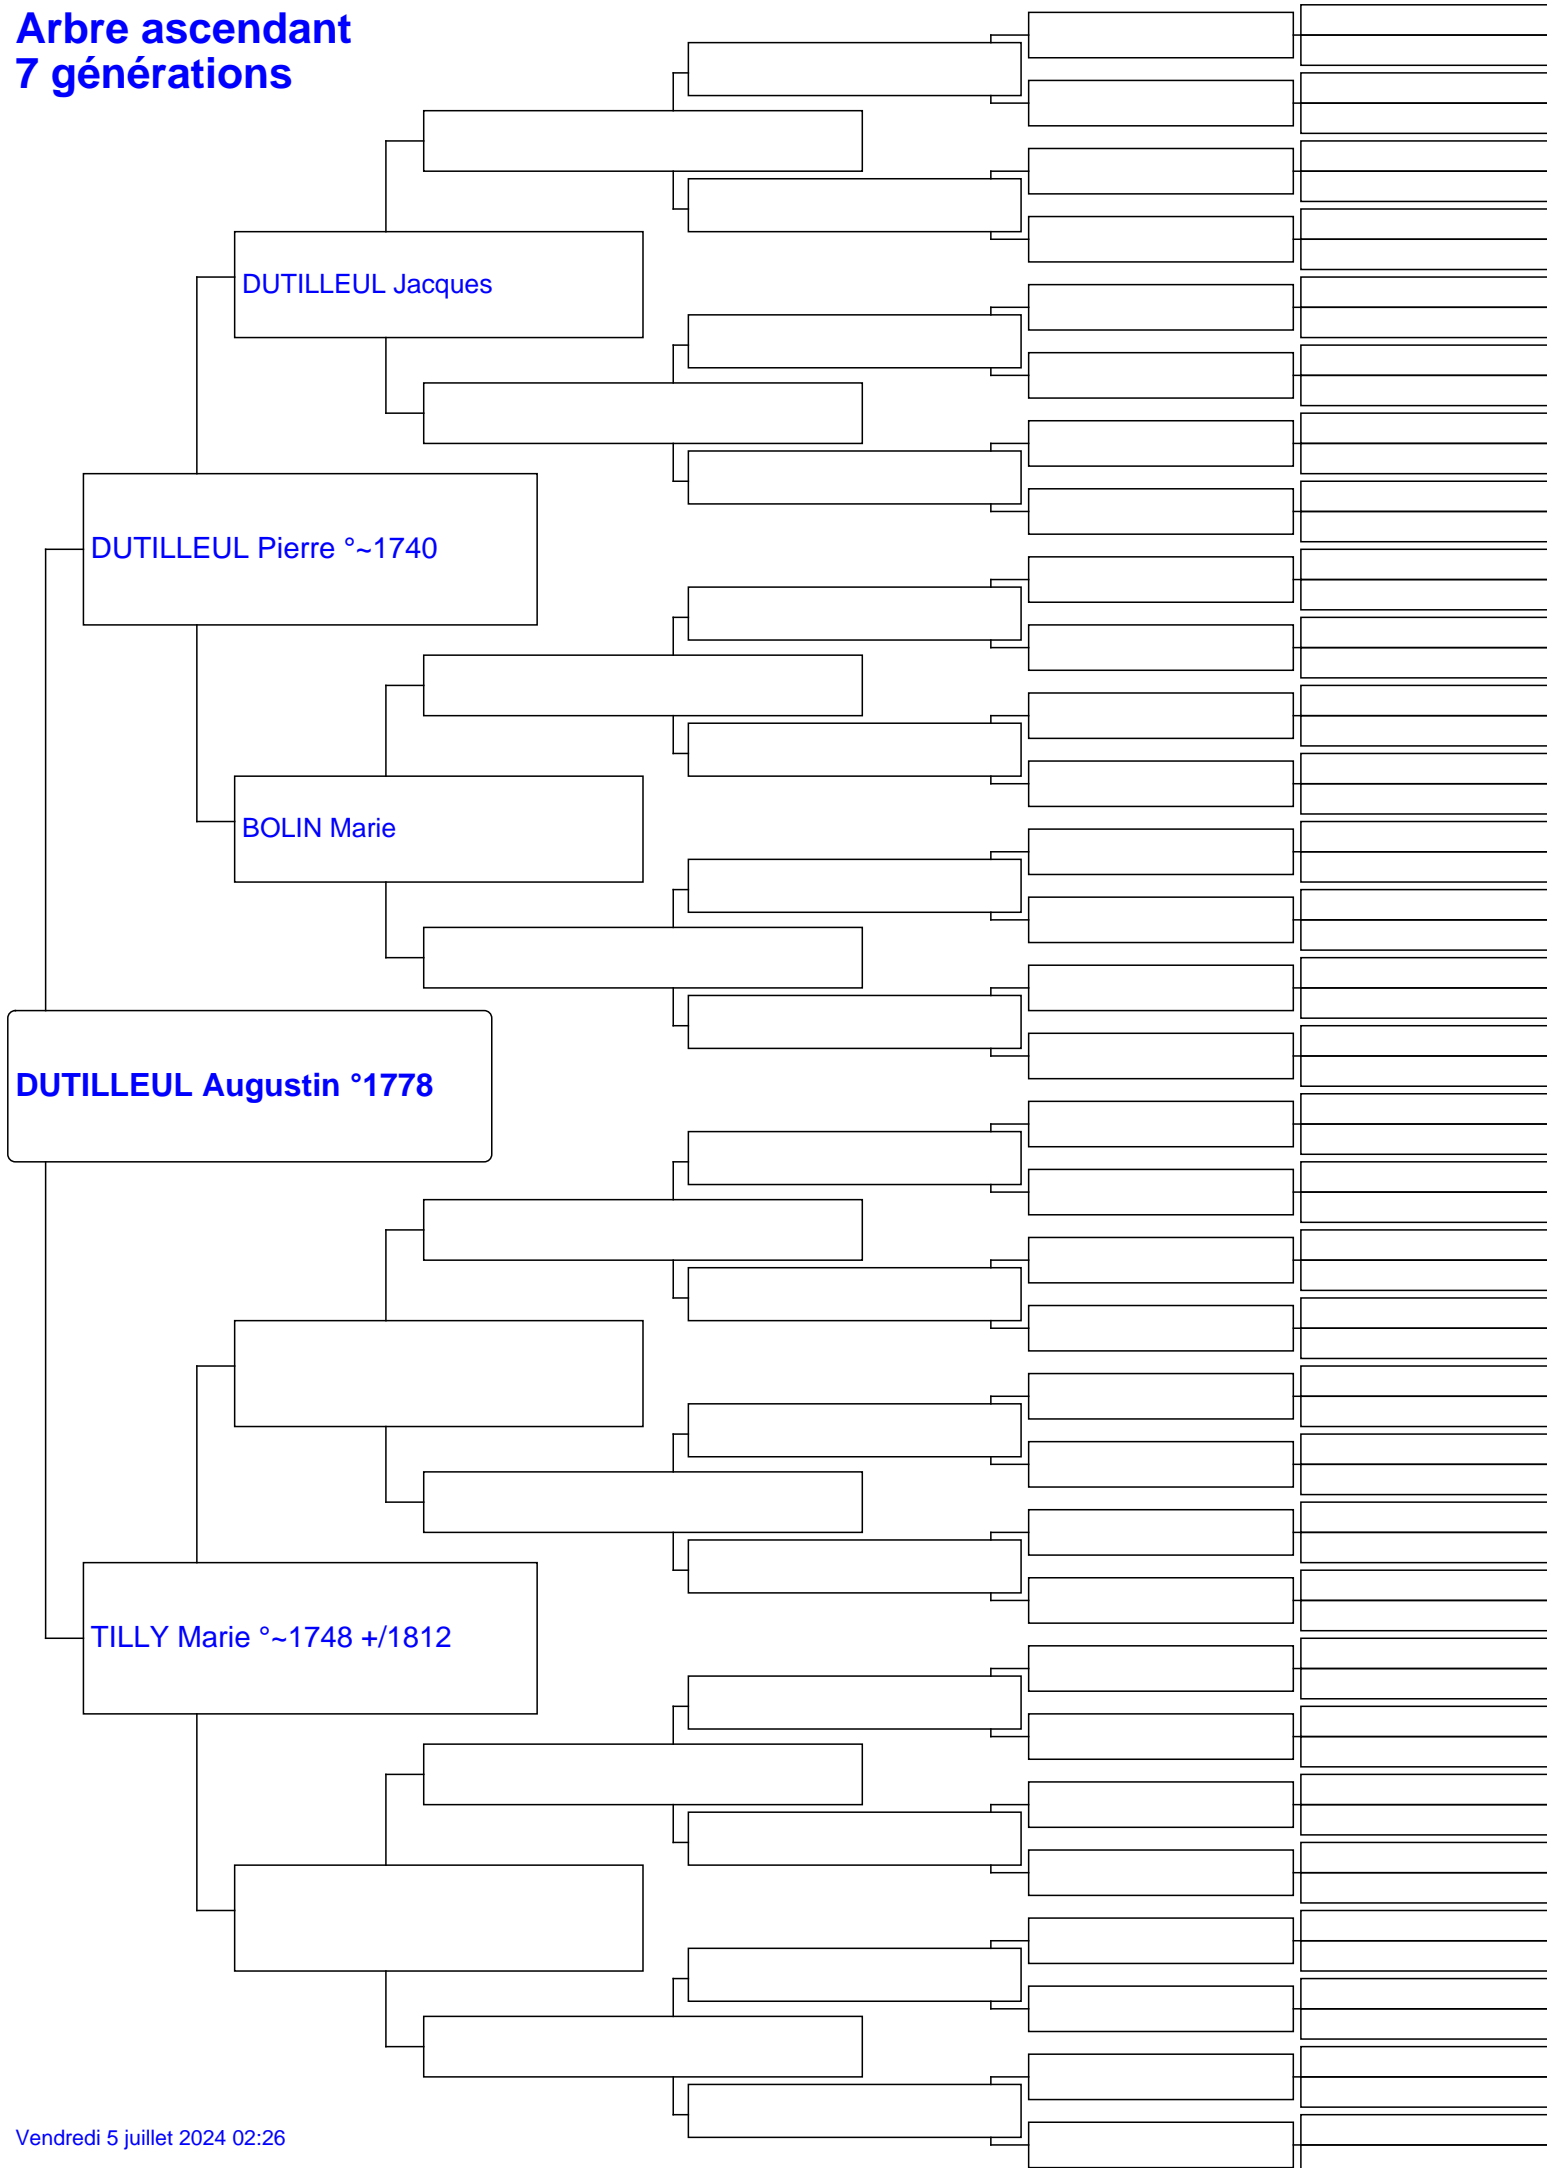 Arbre ascendant
7 générations
DUTILLEUL Jacques
DUTILLEUL Pierre °~1740
BOLIN Marie
DUTILLEUL Augustin °1778
TILLY Marie °~1748 +/1812
Vendredi 5 juillet 2024 02:26